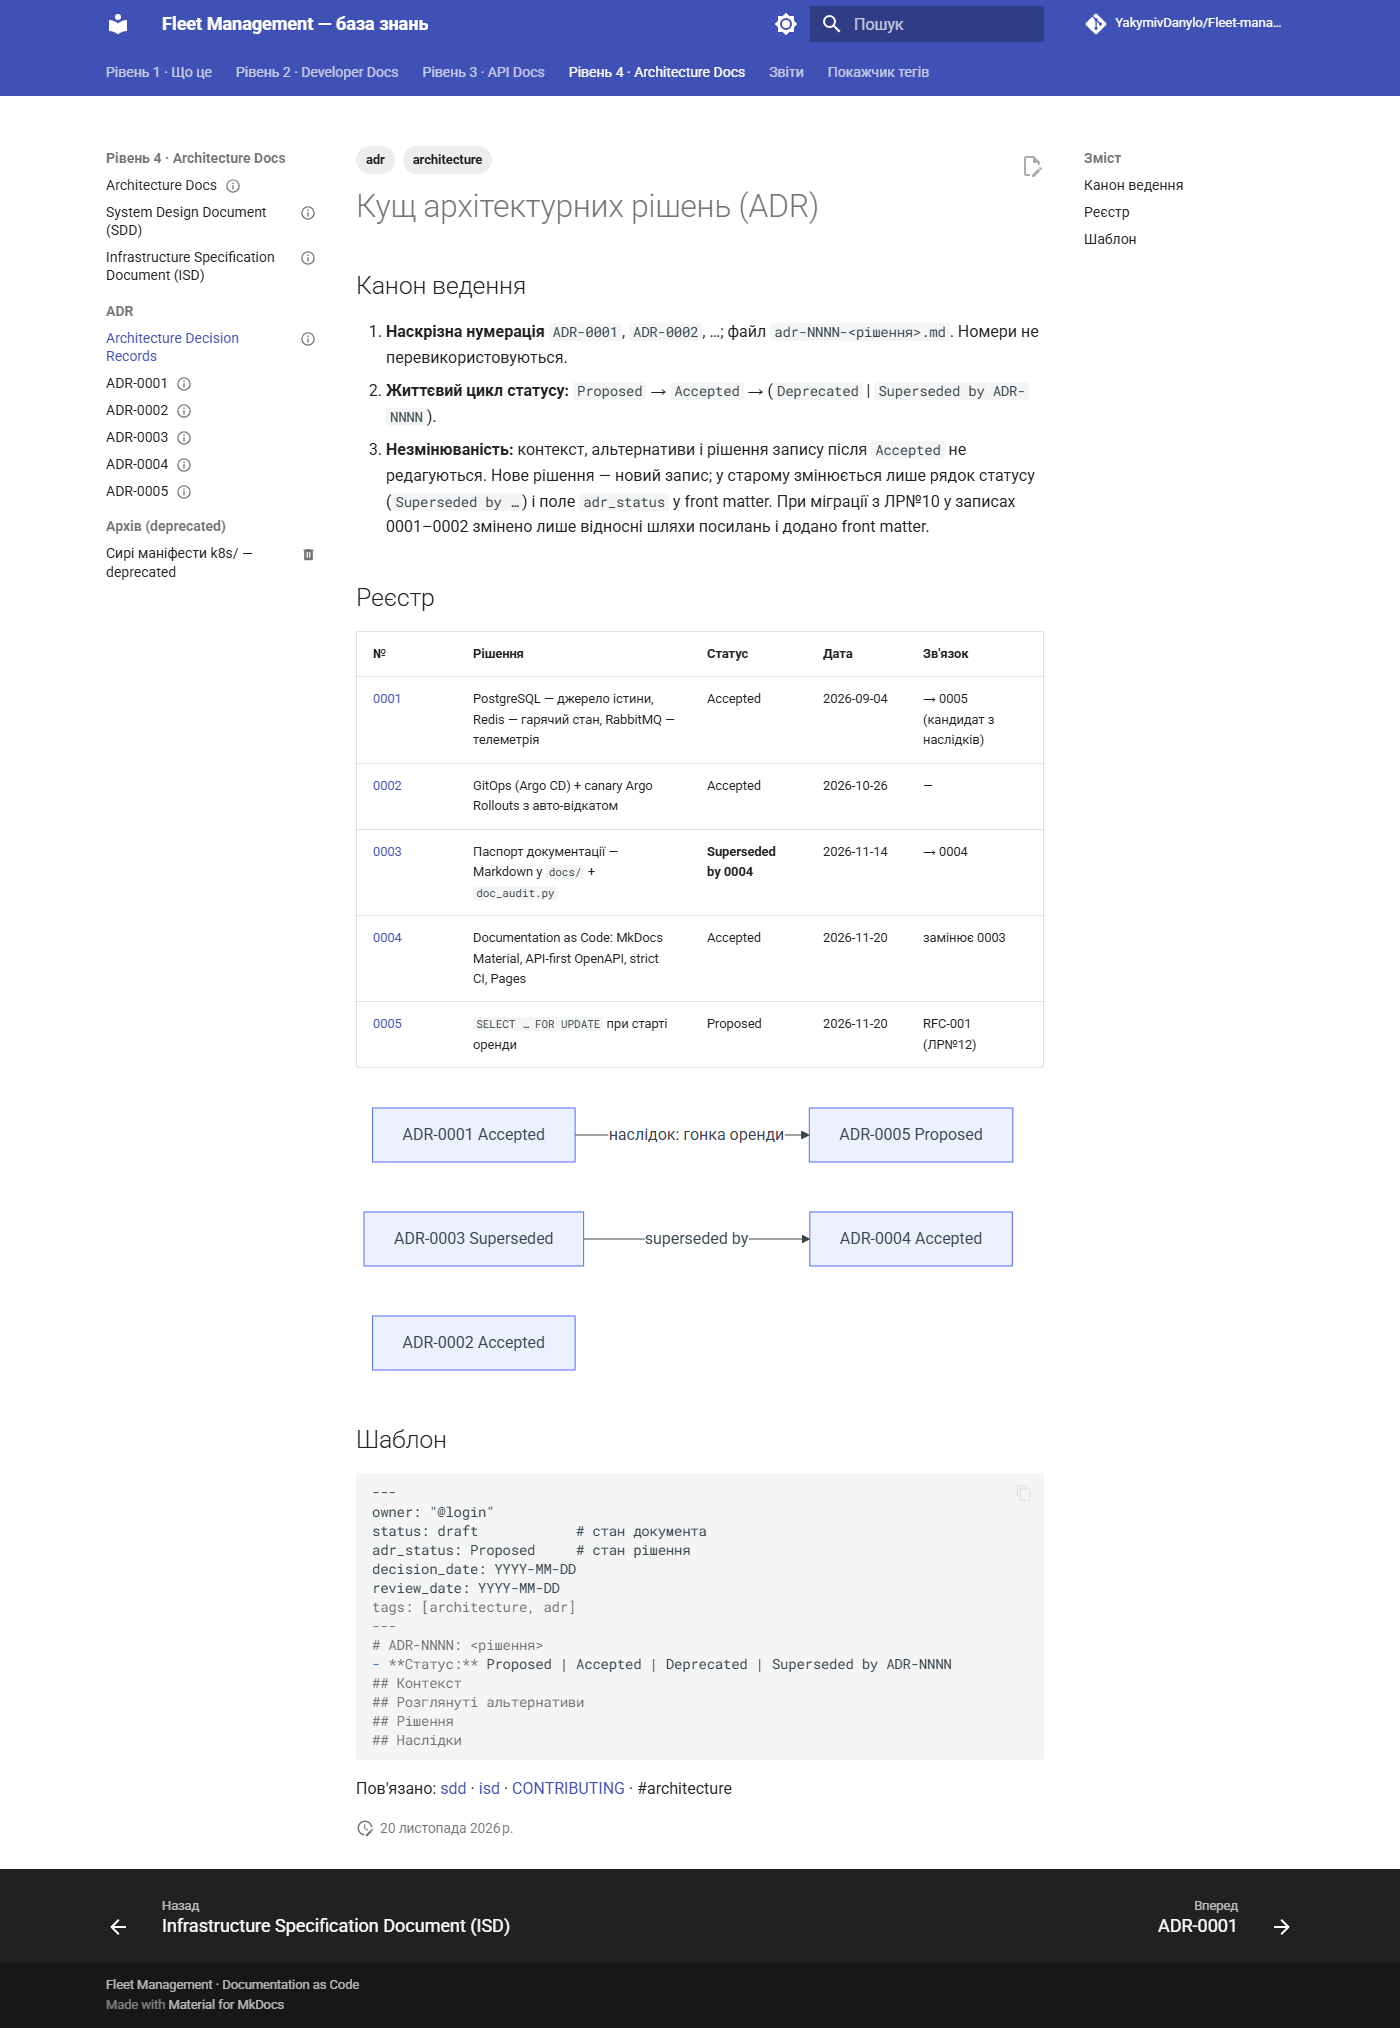 Fleet Management — база знань
Пошук
YakymivDanylo/Fleet-mana...
Рівень 1 · Що це
Рівень 2 · Developer Docs
Рівень 3 · API Docs
Рівень 4 · Architecture Docs
Звіти
Покажчик тегів
Рівень 4 · Architecture Docs
Architecture Docs
System Design Document
(SDD)
Infrastructure Specification
Document (ISD)
ADR
Architecture Decision
Records
ADR-0001
ADR-0002
ADR-0003
ADR-0004
ADR-0005
Архів (deprecated)
Сирі маніфести k8s/ —
deprecated
adr
architecture
Кущ архітектурних рішень (ADR)
Канон ведення
1. Наскрізна нумерація ADR-0001, ADR-0002, …; файл adr-NNNN-<рішення>.md. Номери не
перевикористовуються.
2. Життєвий цикл статусу: Proposed → Accepted → (Deprecated | Superseded by ADR-
NNNN).
3. Незмінюваність: контекст, альтернативи і рішення запису після Accepted не
редагуються. Нове рішення — новий запис; у старому змінюється лише рядок статусу
(Superseded by …) і поле adr_status у front matter. При міграції з ЛР№10 у записах
0001–0002 змінено лише відносні шляхи посилань і додано front matter.
Реєстр
№ Рішення Статус Дата Зв'язок
0001 PostgreSQL — джерело істини, Accepted 2026-09-04 → 0005
Redis — гарячий стан, RabbitMQ — (кандидат з
телеметрія наслідків)
0002 GitOps (Argo CD) + canary Argo Accepted 2026-10-26 —
Rollouts з авто-відкатом
0003 Паспорт документації — Superseded 2026-11-14 → 0004
Markdown у docs/ + by 0004
doc_audit.py
0004 Documentation as Code: MkDocs Accepted 2026-11-20 замінює 0003
Material, API-first OpenAPI, strict
CI, Pages
0005 SELECT … FOR UPDATE при старті Proposed 2026-11-20 RFC-001
оренди (ЛР№12)
ADR-0001 Accepted наслідок: гонка оренди ADR-0005 Proposed
ADR-0003 Superseded superseded by ADR-0004 Accepted
ADR-0002 Accepted
Шаблон
---
owner: "@login"
status: draft # стан документа
adr_status: Proposed # стан рішення
decision_date: YYYY-MM-DD
review_date: YYYY-MM-DD
tags: [architecture, adr]
---
# ADR-NNNN: <рішення>
- **Статус:** Proposed | Accepted | Deprecated | Superseded by ADR-NNNN
## Контекст
## Розглянуті альтернативи
## Рішення
## Наслідки
Пов'язано: sdd · isd · CONTRIBUTING · #architecture
20 листопада 2026 р.
Зміст
Канон ведення
Реєстр
Шаблон
Назад
Infrastructure Specification Document (ISD)
Вперед
ADR-0001
Fleet Management · Documentation as Code
Made with Material for MkDocs